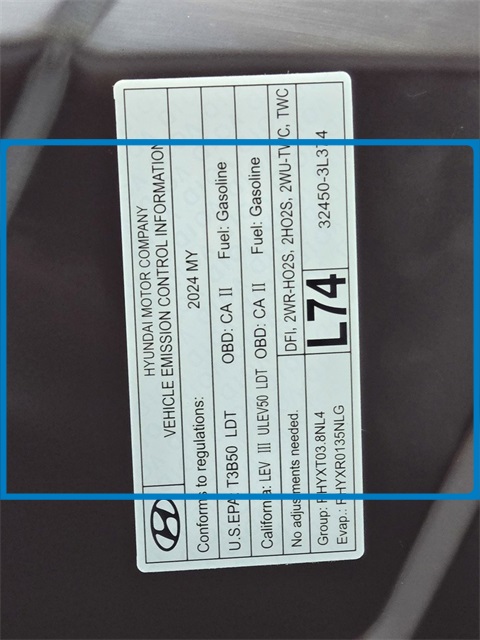 HYUNDAI MOTOR COMPANY
VEHICLE EMISSION CONTROL INFORMATION
Conforms to regulations: 2024 MY
U.S.EPA: T3B50 LDT OBD: CA II Fuel: Gasoline
California: LEV III ULEV50 LDT OBD: CA II Fuel: Gasoline
No adjustments needed. DFI, 2WR-HO2S, 2HO2S, 2WU-TWC, TWC
Group: RHYXT03.8NL4
Evap.: RHYXR0135NLG
L74